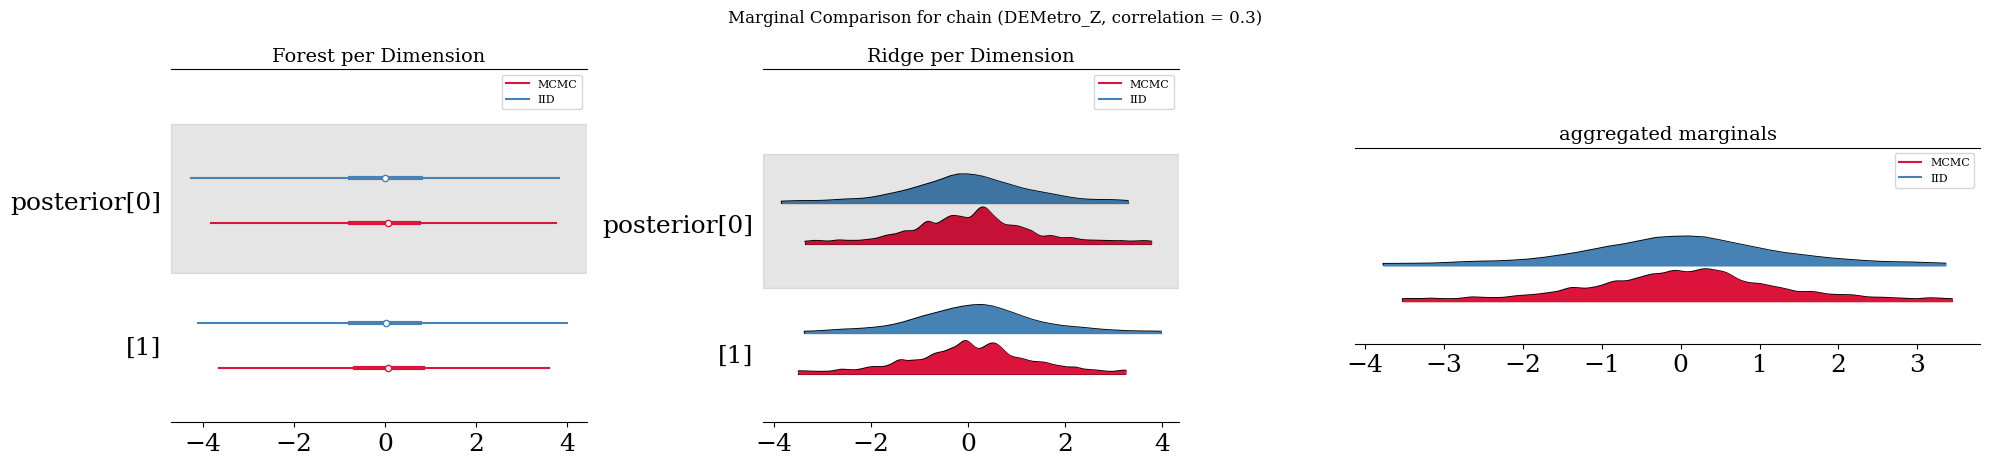 Marginal Comparison for chain (DEMetro_Z, correlation = 0.3)
Forest per Dimension
MCMC
IID
posterior[0]
[1]
−4 −2 0 2 4
Ridge per Dimension
MCMC
IID
posterior[0]
[1]
−4 −2 0 2 4
aggregated marginals
MCMC
IID
−4 −3 −2 −1 0 1 2 3